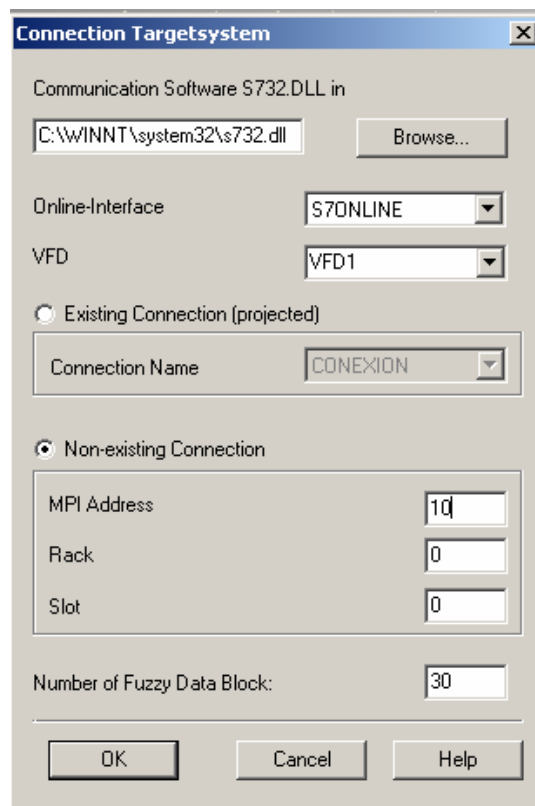 Connection Targetsystem
Communication Software S732.DLL in
C:\WINNT\system32\s732.dll Browse...
Online-Interface S7ONLINE
VFD VFD1
Existing Connection (projected)
Connection Name CONEXION
Non-existing Connection
MPI Address 10
Rack 0
Slot 0
Number of Fuzzy Data Block: 30
OK Cancel Help